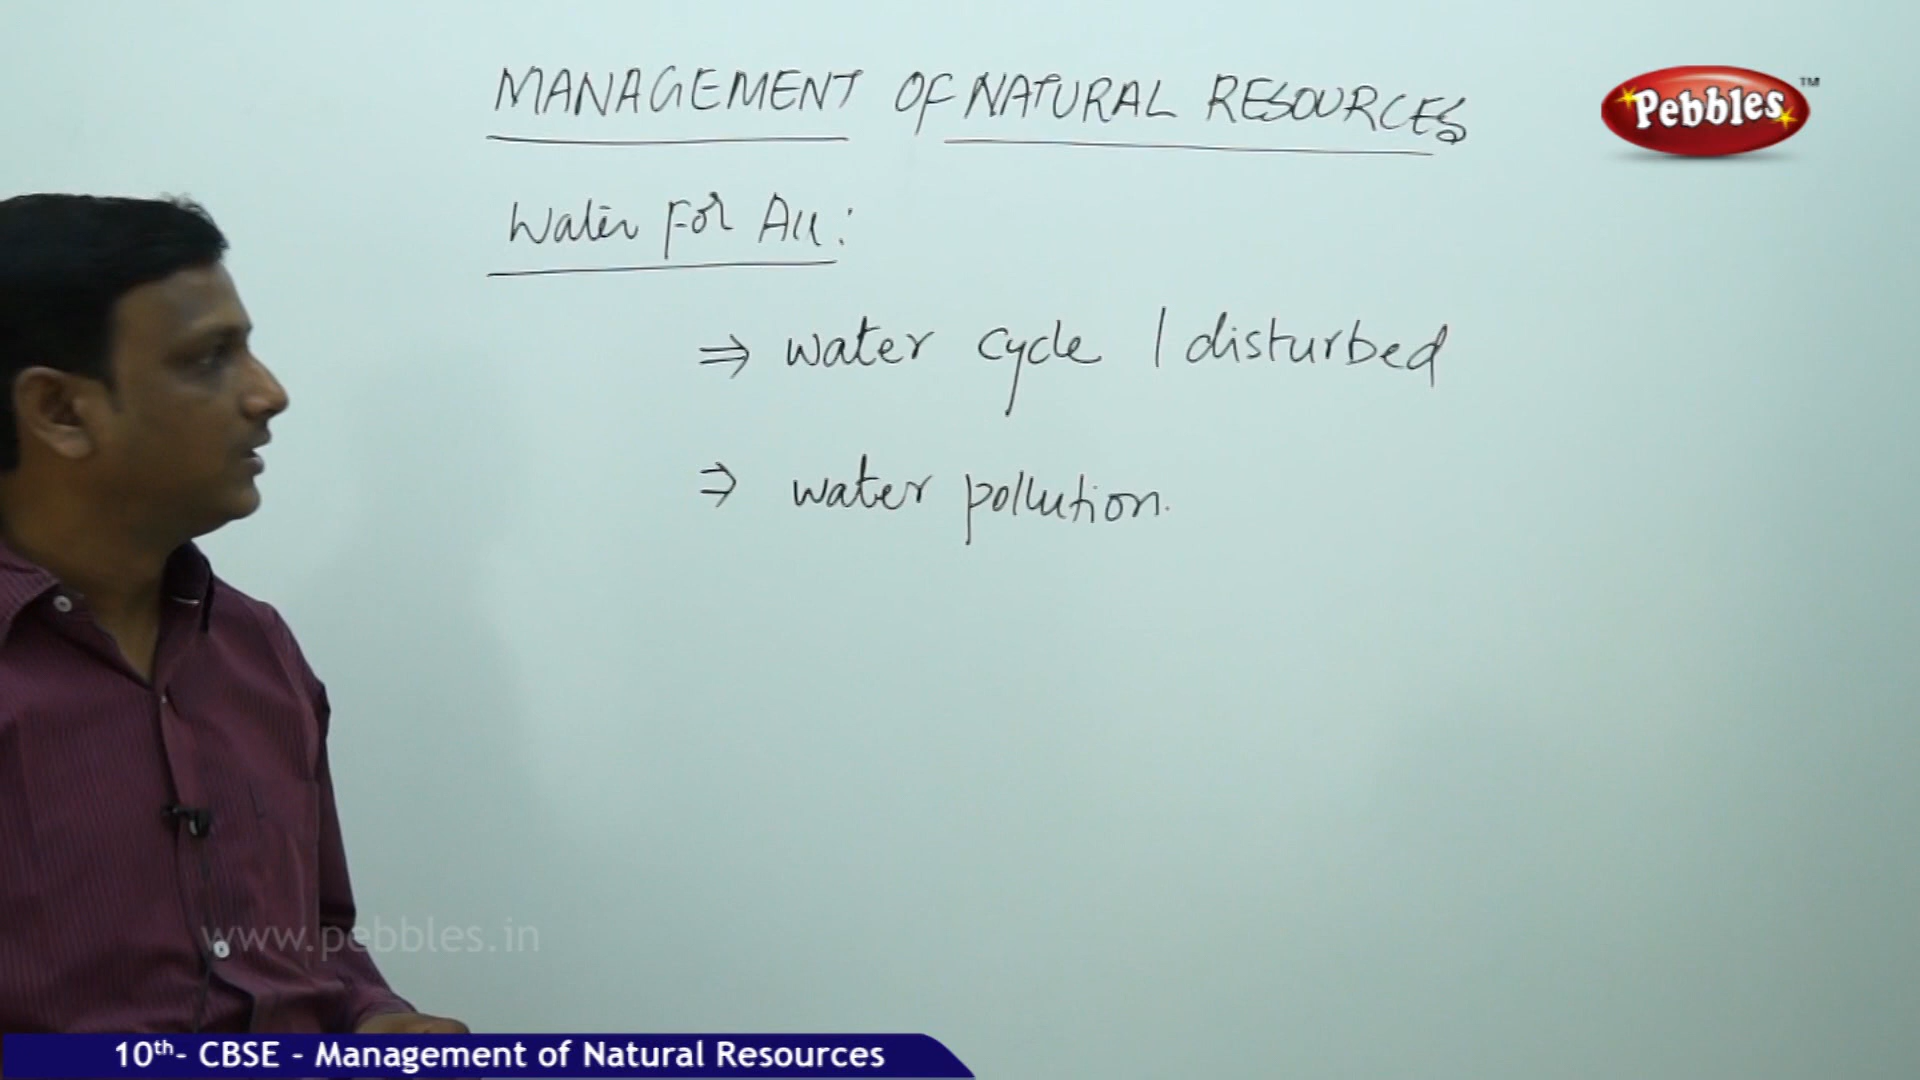 MANAGEMENT OF NATURAL RESOURCES
Pebbles™
Water For All:
⇒ water cycle / disturbed
⇒ water pollution.
www.pebbles.in
10th- CBSE - Management of Natural Resources